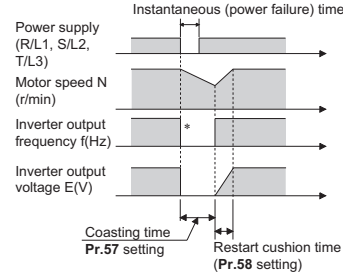 Instantaneous (power failure) time
Power supply
(R/L1, S/L2,
T/L3)
Motor speed N
(r/min)
Inverter output
frequency f(Hz)
*
Inverter output
voltage E(V)
Coasting time
Pr.57 setting
Restart cushion time
(Pr.58 setting)